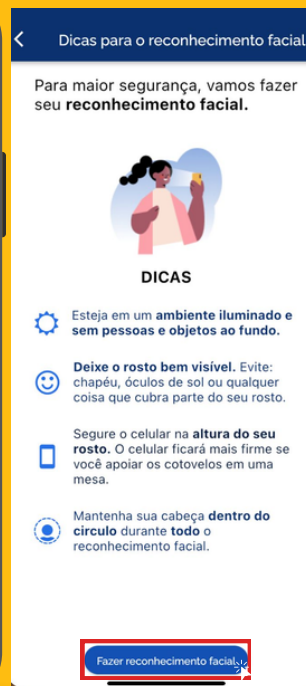 Dicas para o reconhecimento facial
Para maior segurança, vamos fazer
seu reconhecimento facial.
DICAS
Esteja em um ambiente iluminado e
sem pessoas e objetos ao fundo.
Deixe o rosto bem visível. Evite:
chapéu, óculos de sol ou qualquer
coisa que cubra parte do seu rosto.
Segure o celular na altura do seu
rosto. O celular ficará mais firme se
você apoiar os cotovelos em uma
mesa.
Mantenha sua cabeça dentro do
circulo durante todo o
reconhecimento facial.
Fazer reconhecimento facial